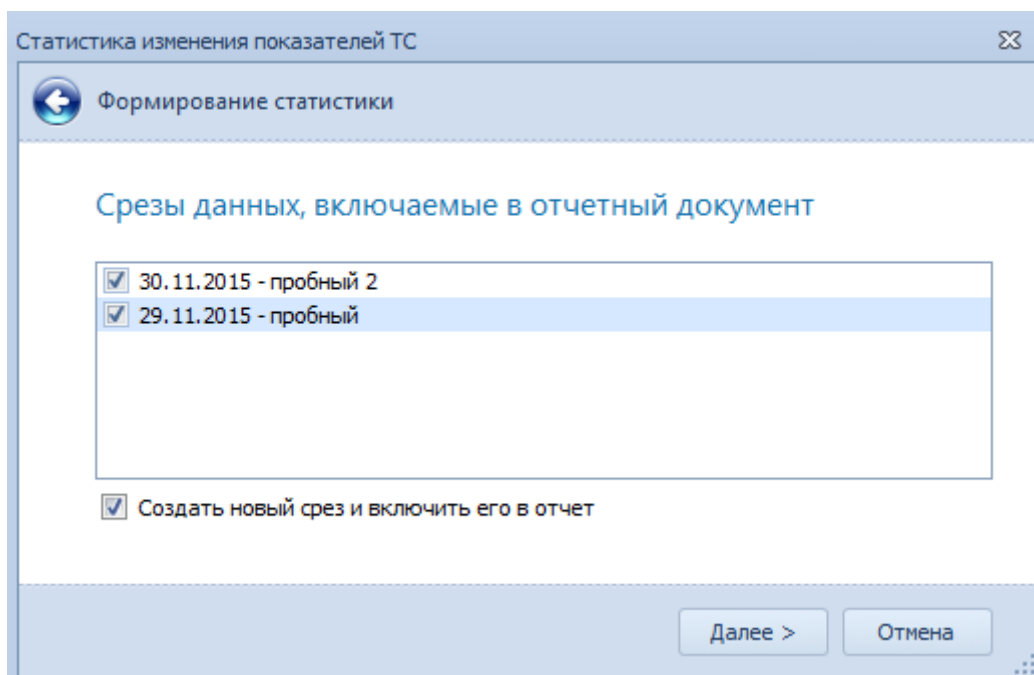 Статистика изменения показателей ТС
Формирование статистики
Срезы данных, включаемые в отчетный документ
30.11.2015 - пробный 2
29.11.2015 - пробный
Создать новый срез и включить его в отчет
Далее >
Отмена